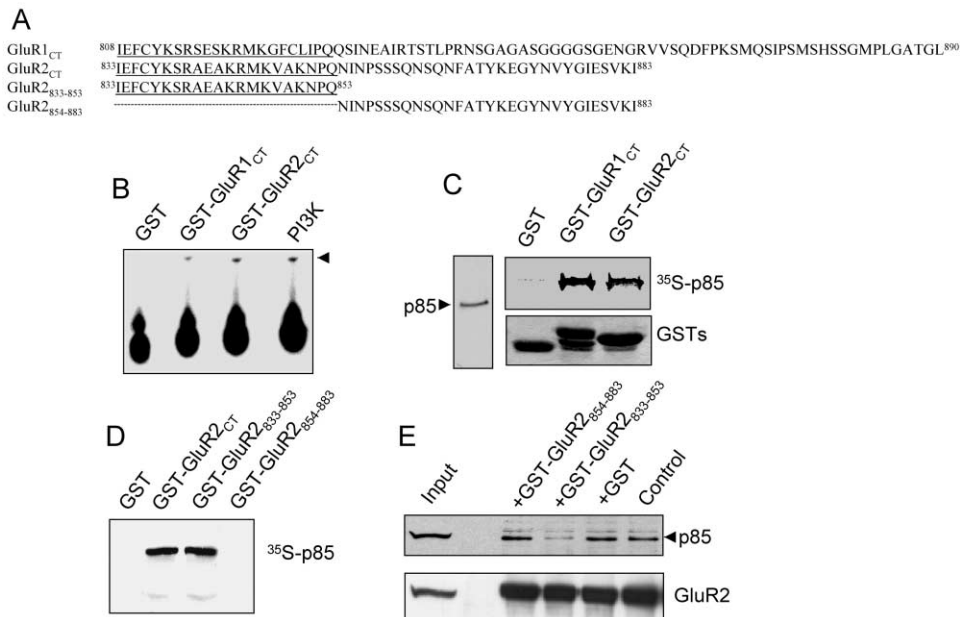 A
GluR1CT 808IEFCYKSRSESKRMKGFCLIPQQSINEAIRTSTLPRNSGAGASGGGGSGENGRVVSQDFPKSMQSIPSMSHSSGMPLGATGL890
GluR2CT 833IEFCYKSRAEAKRMKVAKNPQNINPSSSQNSQNFATYKEGYNVYGIESVKI883
GluR2833-853 833IEFCYKSRAEAKRMKVAKNPQ853
GluR2854-883 NINPSSSQNSQNFATYKEGYNVYGIESVKI883
B
GST
GST-GluR1CT
GST-GluR2CT
PI3K
C
GST
GST-GluR1CT
GST-GluR2CT
p85
35S-p85
GSTs
D
GST
GST-GluR2CT
GST-GluR2833-853
GST-GluR2854-883
35S-p85
E
Input
+GST-GluR2854-883
+GST-GluR2833-853
+GST
Control
p85
GluR2